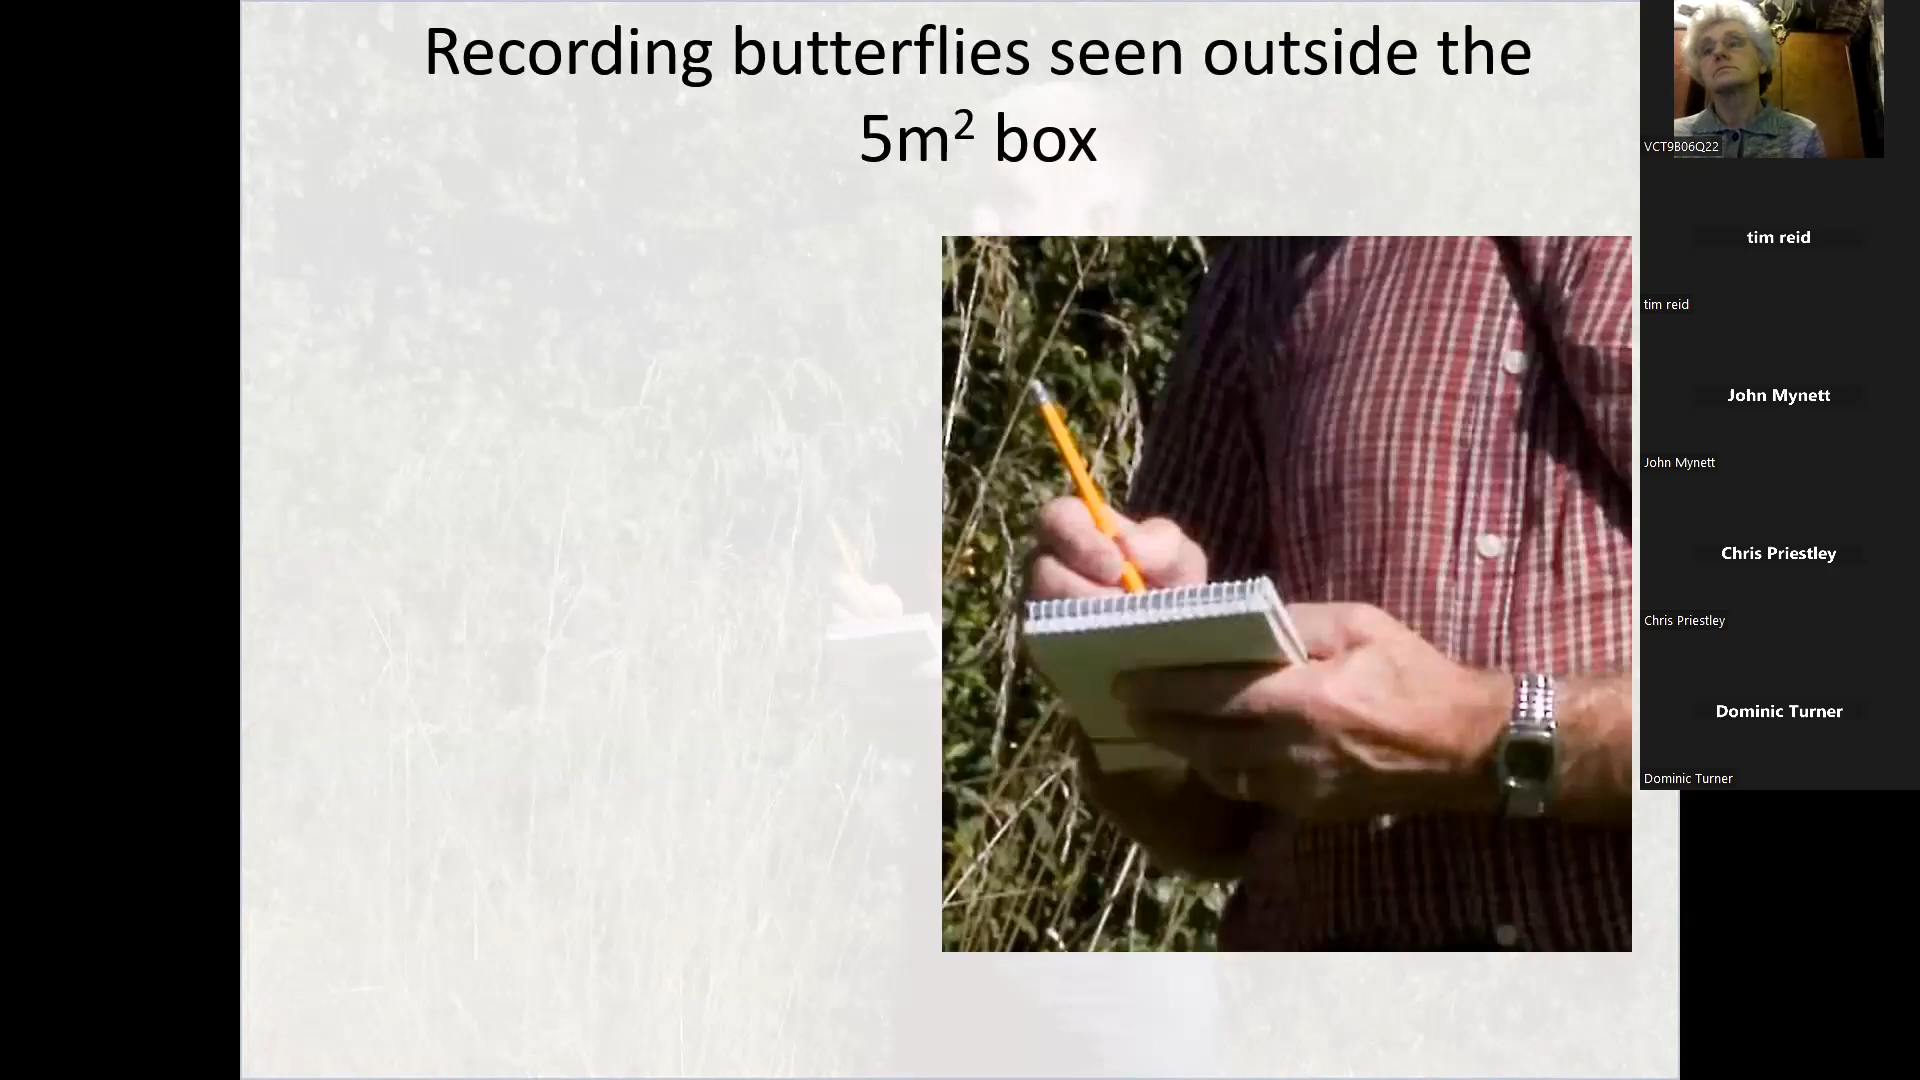 Recording butterflies seen outside the
5m² box
VCT9B06Q22
tim reid
tim reid
John Mynett
John Mynett
Chris Priestley
Chris Priestley
Dominic Turner
Dominic Turner